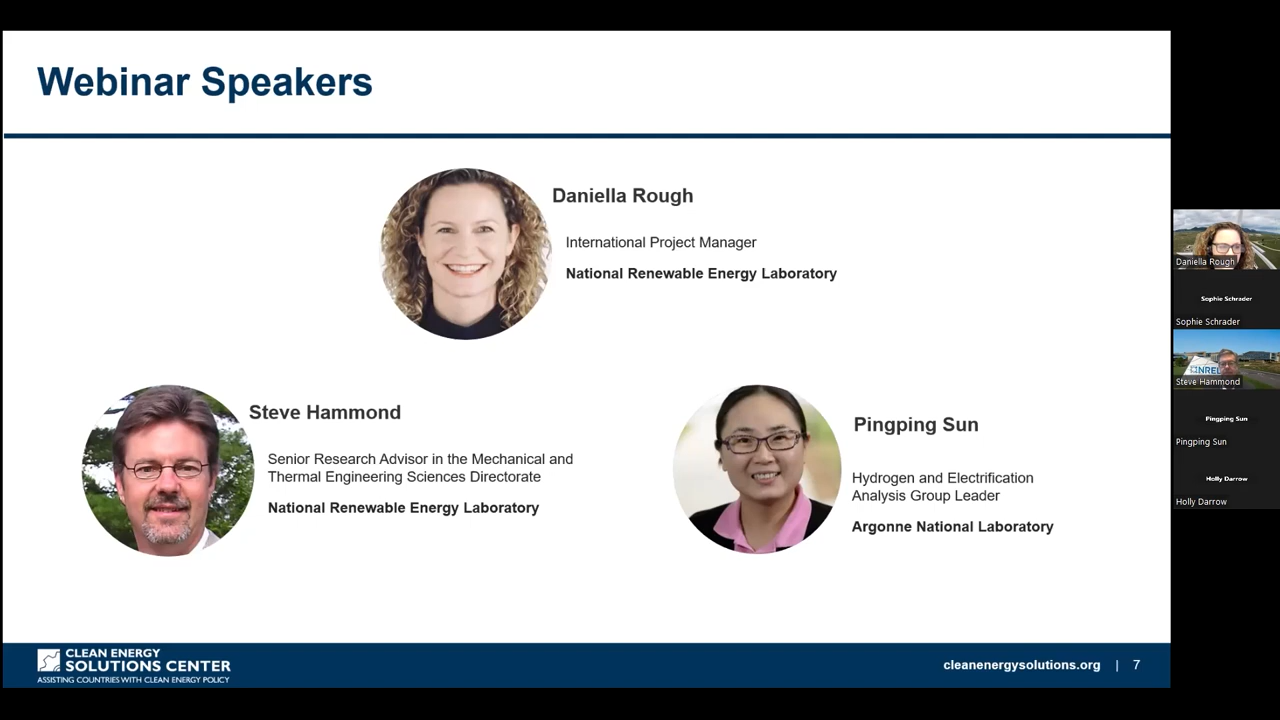 Webinar Speakers
Daniella Rough
International Project Manager
National Renewable Energy Laboratory
Steve Hammond
Senior Research Advisor in the Mechanical and
Thermal Engineering Sciences Directorate
National Renewable Energy Laboratory
Pingping Sun
Hydrogen and Electrification
Analysis Group Leader
Argonne National Laboratory
CLEAN ENERGY
SOLUTIONS CENTER
ASSISTING COUNTRIES WITH CLEAN ENERGY POLICY
cleanenergysolutions.org | 7
Daniella Rough
Sophie Schrader
Sophie Schrader
NREL
Steve Hammond
Pingping Sun
Pingping Sun
Holly Darrow
Holly Darrow